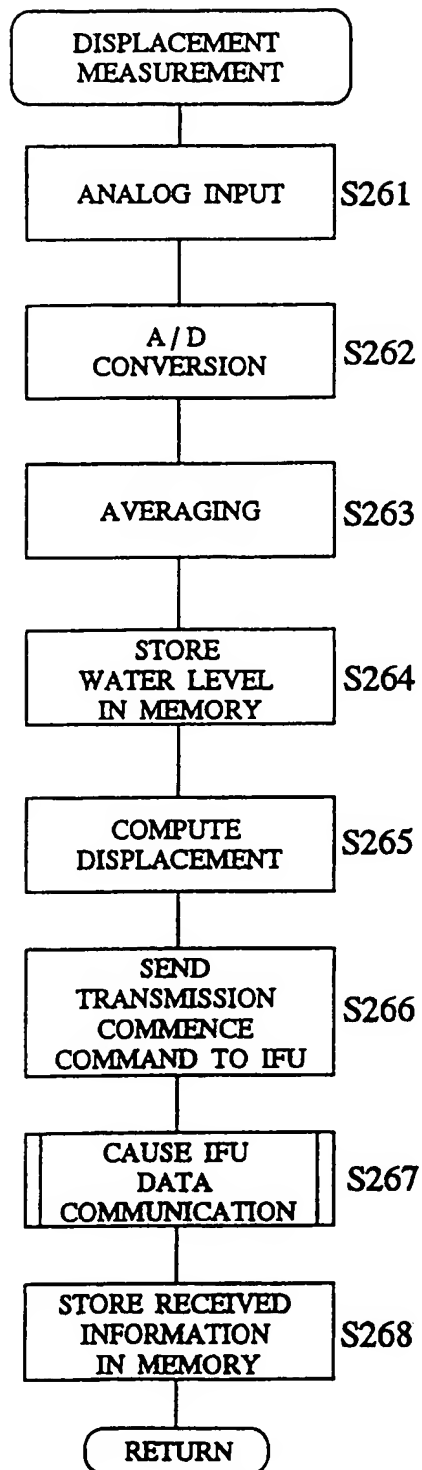 DISPLACEMENT
MEASUREMENT
ANALOG INPUT
S261
A / D
CONVERSION
S262
AVERAGING
S263
STORE
WATER LEVEL
IN MEMORY
S264
COMPUTE
DISPLACEMENT
S265
SEND
TRANSMISSION
COMMENCE
COMMAND TO IFU
S266
CAUSE IFU
DATA
COMMUNICATION
S267
STORE RECEIVED
INFORMATION
IN MEMORY
S268
RETURN